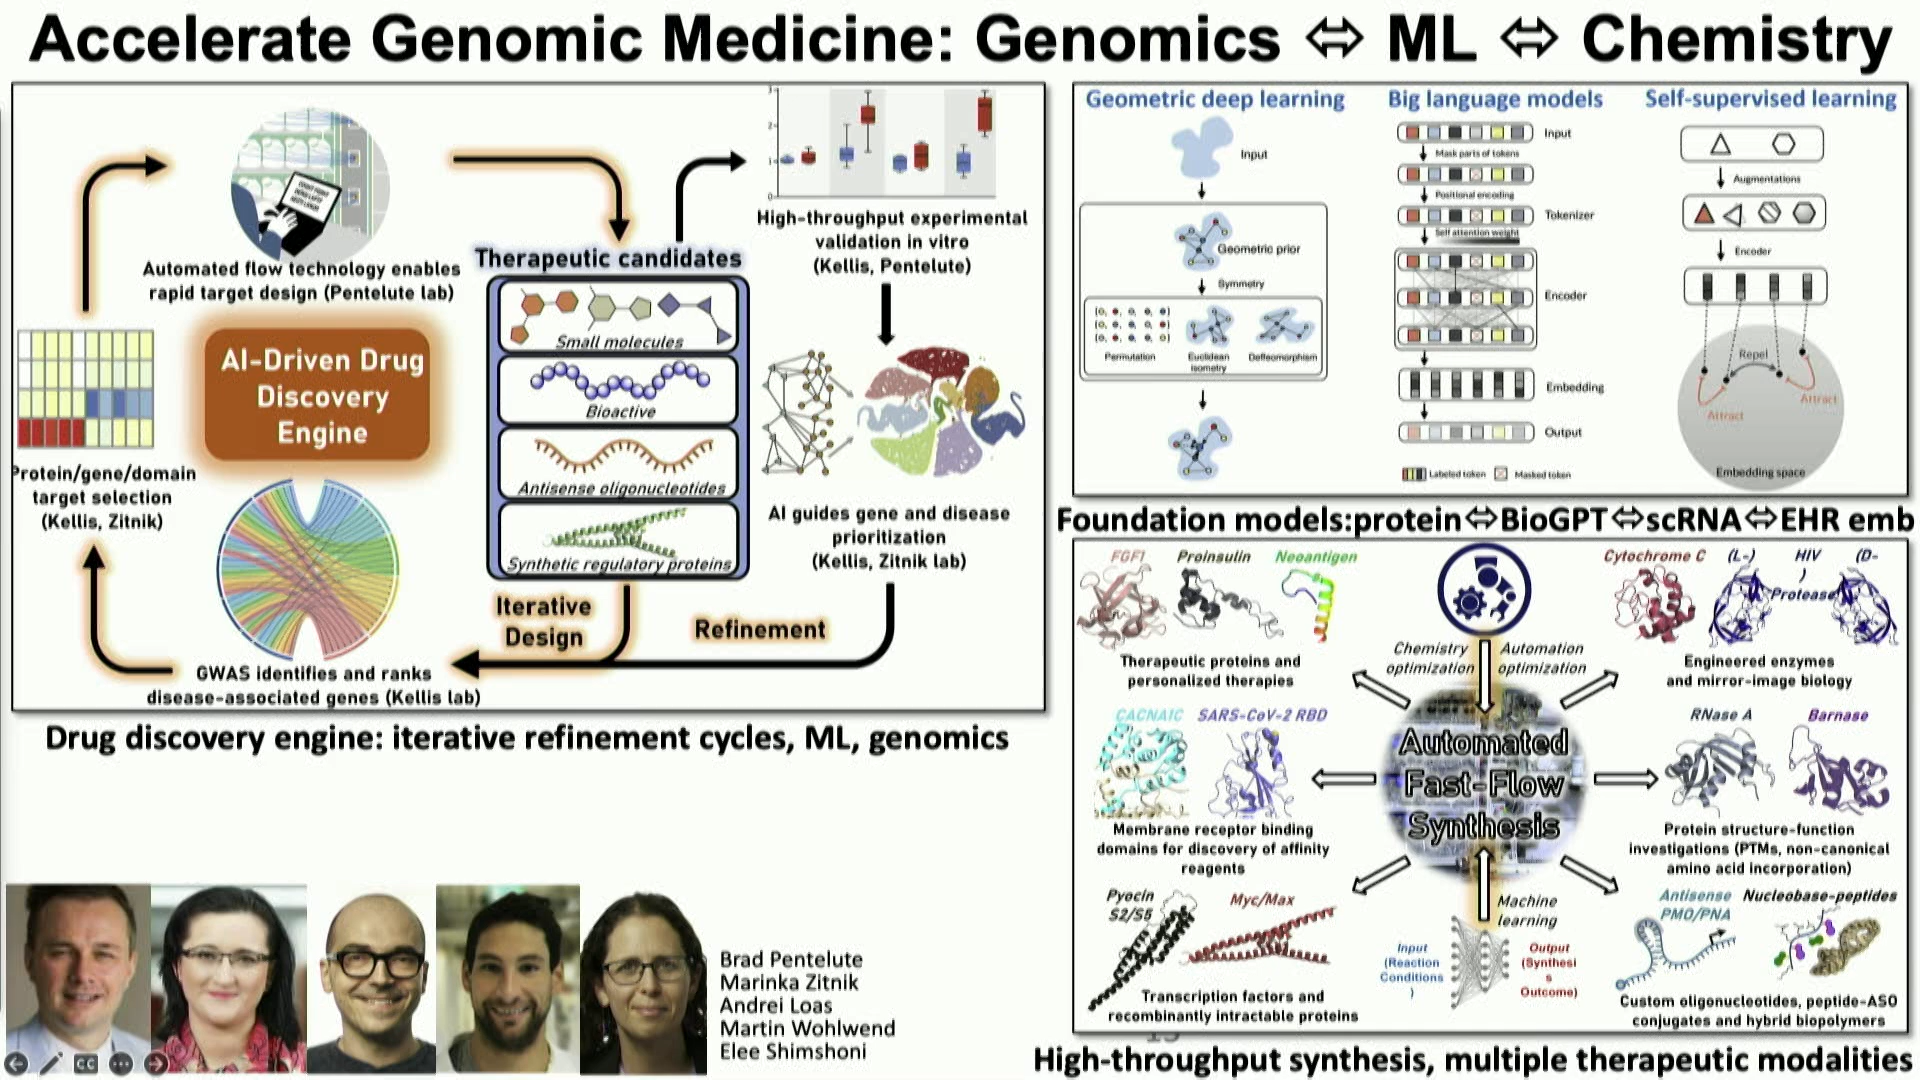 Accelerate Genomic Medicine: Genomics ⇔ ML ⇔ Chemistry
Automated flow technology enables
rapid target design (Pentelute lab)
Therapeutic candidates
Small molecules
Bioactive
Antisense oligonucleotides
Synthetic regulatory proteins
3
2
1
0
High-throughput experimental
validation in vitro
(Kellis, Pentelute)
AI-Driven Drug
Discovery
Engine
Protein/gene/domain
target selection
(Kellis, Zitnik)
AI guides gene and disease
prioritization
(Kellis, Zitnik lab)
Iterative
Design
Refinement
GWAS identifies and ranks
disease-associated genes (Kellis lab)
Drug discovery engine: iterative refinement cycles, ML, genomics
Brad Pentelute
Marinka Zitnik
Andrei Loas
Martin Wohlwend
Elee Shimshoni
CC
Geometric deep learning
Input
Geometric prior
Symmetry
Permutation
Euclidean
isometry
Deffeomorphism
Big language models
Input
Mask parts of tokens
Positional encoding
Tokenizer
Self attention weight
Encoder
Embedding
Output
Labeled token
Masked token
Self-supervised learning
Augmentations
Encoder
Repel
Attract
Attract
Embedding space
Foundation models:protein⇔BioGPT⇔scRNA⇔EHR emb
FGF1
Proinsulin
Neoantigen
Therapeutic proteins and
personalized therapies
Chemistry
optimization
Automation
optimization
Cytochrome C
(L-)
HIV
(D-
)
Protease
Engineered enzymes
and mirror-image biology
CACNA1C
SARS-CoV-2 RBD
Membrane receptor binding
domains for discovery of affinity
reagents
Automated
Fast-Flow
Synthesis
RNase A
Barnase
Protein structure-function
investigations (PTMs, non-canonical
amino acid incorporation)
Pyocin
S2/S5
Myc/Max
Transcription factors and
recombinantly intractable proteins
Machine
learning
Input
(Reaction
Conditions
)
Output
(Synthesi
s
Outcome)
Antisense
PMO/PNA
Nucleobase-peptides
Custom oligonucleotides, peptide-ASO
conjugates and hybrid biopolymers
High-throughput synthesis, multiple therapeutic modalities